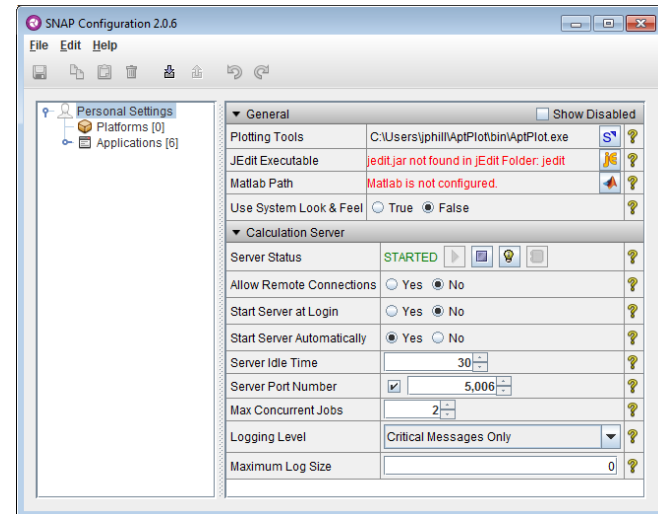 SNAP Configuration 2.0.6
File Edit Help
Personal Settings
Platforms [0]
Applications [6]
General
Show Disabled
Plotting Tools C:\Users\jphill\AptPlot\bin\AptPlot.exe
JEdit Executable jedit.jar not found in jEdit Folder: jedit
Matlab Path Matlab is not configured.
Use System Look & Feel True False
Calculation Server
Server Status STARTED
Allow Remote Connections Yes No
Start Server at Login Yes No
Start Server Automatically Yes No
Server Idle Time 30
Server Port Number 5,006
Max Concurrent Jobs 2
Logging Level Critical Messages Only
Maximum Log Size 0